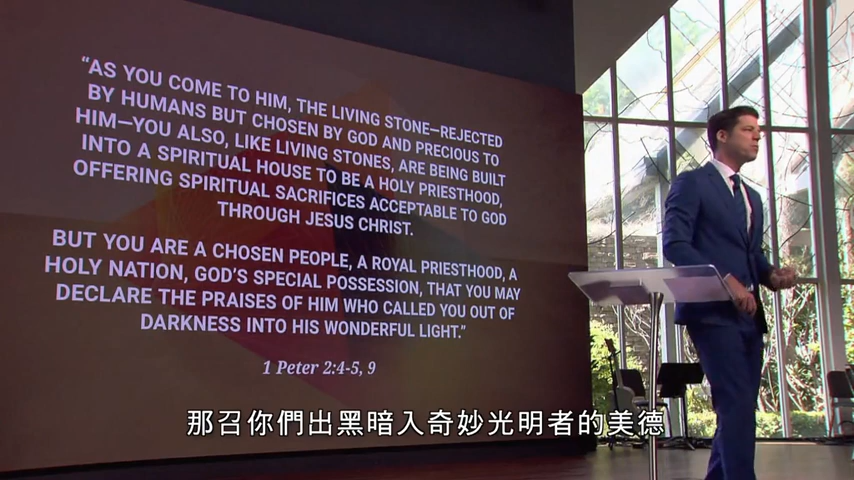 “AS YOU COME TO HIM, THE LIVING STONE—REJECTED
BY HUMANS BUT CHOSEN BY GOD AND PRECIOUS TO
HIM—YOU ALSO, LIKE LIVING STONES, ARE BEING BUILT
INTO A SPIRITUAL HOUSE TO BE A HOLY PRIESTHOOD,
OFFERING SPIRITUAL SACRIFICES ACCEPTABLE TO GOD
THROUGH JESUS CHRIST.
BUT YOU ARE A CHOSEN PEOPLE, A ROYAL PRIESTHOOD, A
HOLY NATION, GOD’S SPECIAL POSSESSION, THAT YOU MAY
DECLARE THE PRAISES OF HIM WHO CALLED YOU OUT OF
DARKNESS INTO HIS WONDERFUL LIGHT.”
1 Peter 2:4-5, 9
那召你們出黑暗入奇妙光明者的美德